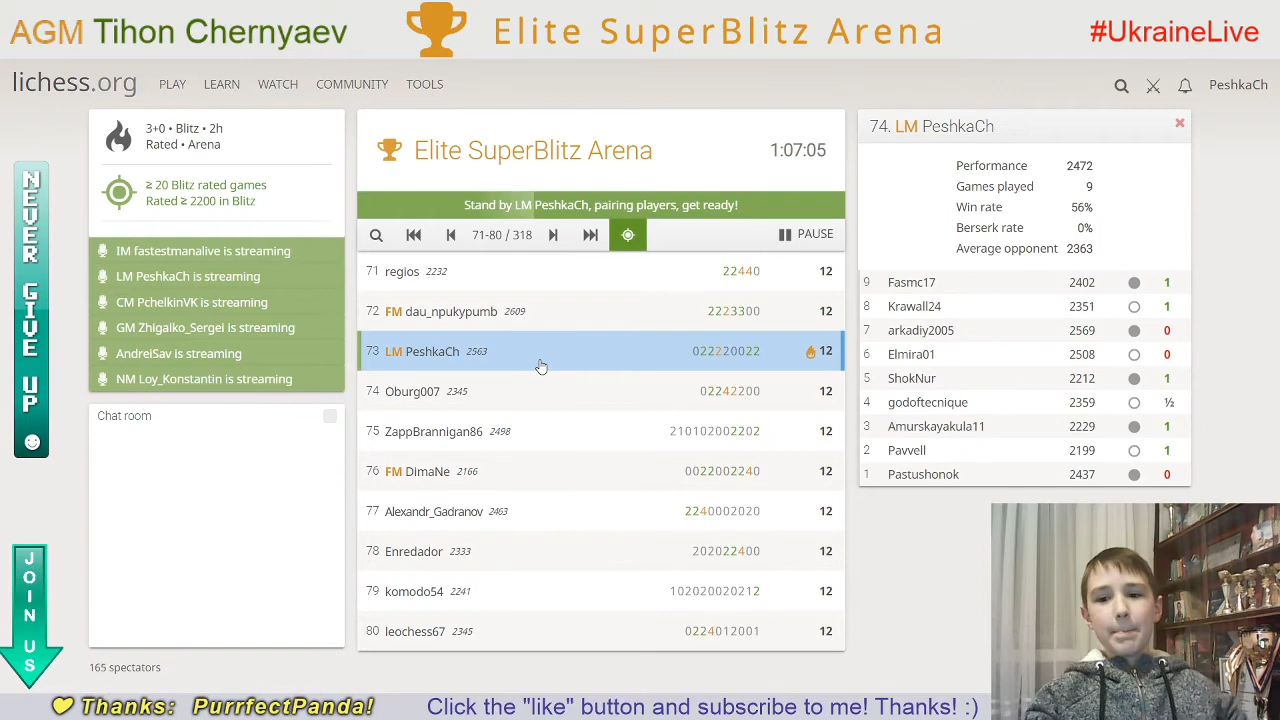 AGM Tihon Chernyaev
Elite SuperBlitz Arena
#UkraineLive
lichess.org PLAY LEARN WATCH COMMUNITY TOOLS PeshkaCh
3+0 • Blitz • 2h
Rated • Arena
≥ 20 Blitz rated games
Rated ≥ 2200 in Blitz
IM fastestmanalive is streaming
LM PeshkaCh is streaming
CM PchelkinVK is streaming
GM Zhigalko_Sergei is streaming
AndreiSav is streaming
NM Loy_Konstantin is streaming
Chat room
165 spectators
NEVER GIVE UP
JOIN US
Elite SuperBlitz Arena 1:07:05
Stand by LM PeshkaCh, pairing players, get ready!
71-80 / 318 PAUSE
71 regios 2232 22440 12
72 FM dau_npukypumb 2609 2223300 12
73 LM PeshkaCh 2563 022220022 12
74 Oburg007 2345 02242200 12
75 ZappBrannigan86 2498 210102002202 12
76 FM DimaNe 2166 0022002240 12
77 Alexandr_Gadranov 2463 2240002020 12
78 Enredador 2333 202022400 12
79 komodo54 2241 102020020212 12
80 leochess67 2345 0224012001 12
74. LM PeshkaCh
Performance 2472
Games played 9
Win rate 56%
Berserk rate 0%
Average opponent 2363
9 Fasmc17 2402 1
8 Krawall24 2351 1
7 arkadiy2005 2569 0
6 Elmira01 2508 0
5 ShokNur 2212 1
4 godoftecnique 2359 ½
3 Amurskayakula11 2229 1
2 Pavvell 2199 1
1 Pastushonok 2437 0
Thanks: PurrfectPanda!
Click the "like" button and subscribe to me! Thanks! :)